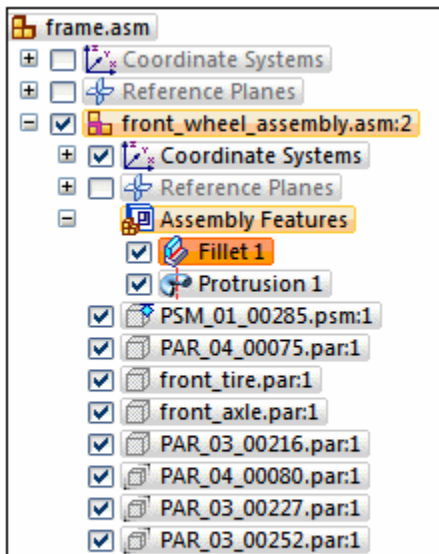 frame.asm
Coordinate Systems
Reference Planes
front_wheel_assembly.asm:2
Coordinate Systems
Reference Planes
Assembly Features
Fillet 1
Protrusion 1
PSM_01_00285.psm:1
PAR_04_00075.par:1
front_tire.par:1
front_axle.par:1
PAR_03_00216.par:1
PAR_04_00080.par:1
PAR_03_00227.par:1
PAR_03_00252.par:1